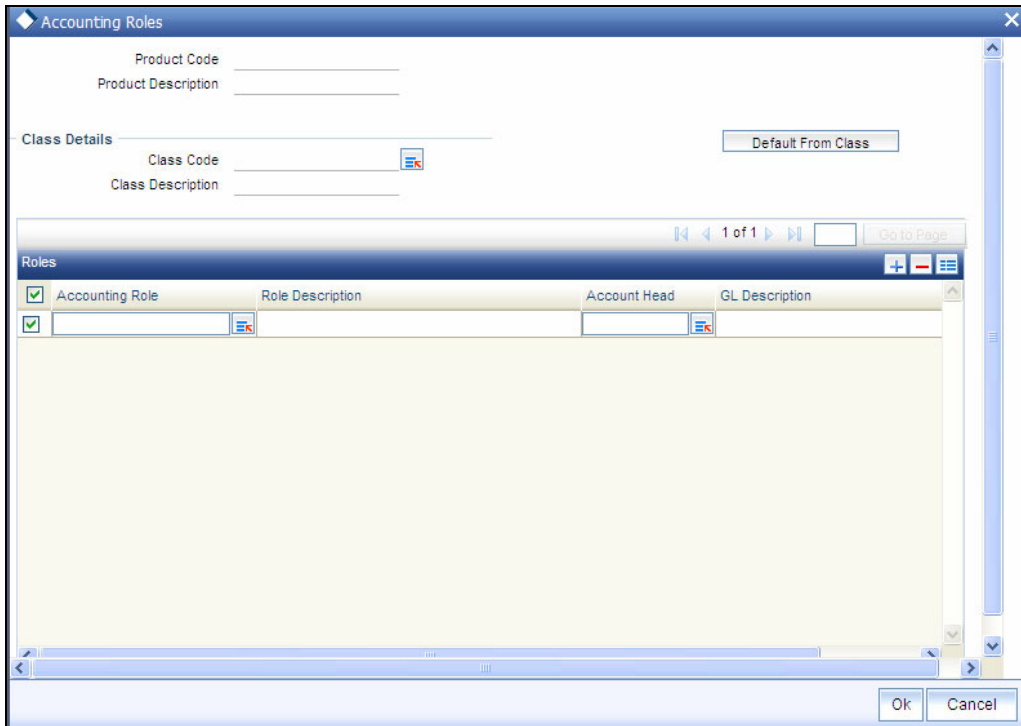 Accounting Roles
Product Code
Product Description
Class Details
Default From Class
Class Code
Class Description
1 of 1 Go to Page
Roles
Accounting Role Role Description Account Head GL Description
Ok Cancel